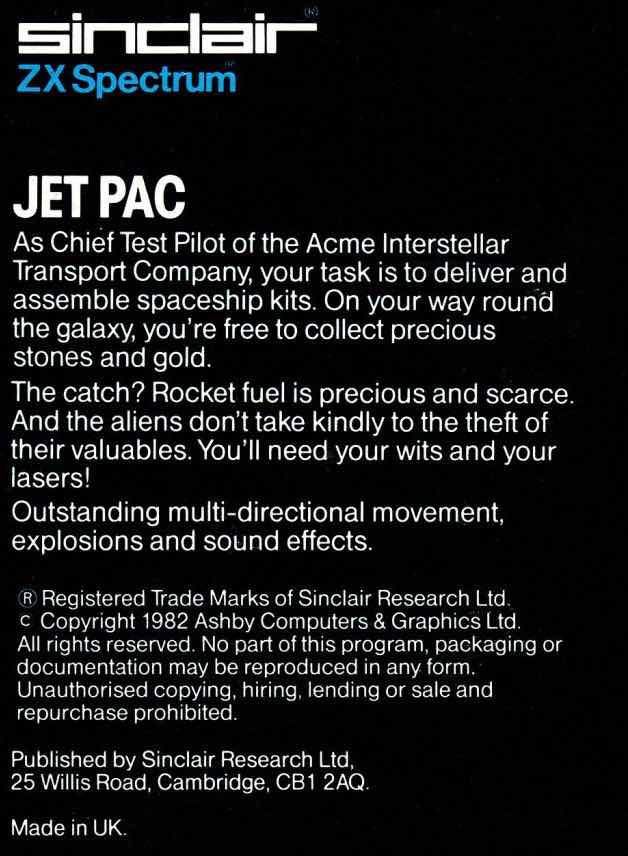 sinclair®
ZX Spectrum™
JET PAC
As Chief Test Pilot of the Acme Interstellar
Transport Company, your task is to deliver and
assemble spaceship kits. On your way round
the galaxy, you're free to collect precious
stones and gold.
The catch? Rocket fuel is precious and scarce.
And the aliens don't take kindly to the theft of
their valuables. You'll need your wits and your
lasers!
Outstanding multi-directional movement,
explosions and sound effects.
® Registered Trade Marks of Sinclair Research Ltd.
c Copyright 1982 Ashby Computers & Graphics Ltd.
All rights reserved. No part of this program, packaging or
documentation may be reproduced in any form.
Unauthorised copying, hiring, lending or sale and
repurchase prohibited.
Published by Sinclair Research Ltd,
25 Willis Road, Cambridge, CB1 2AQ.
Made in UK.